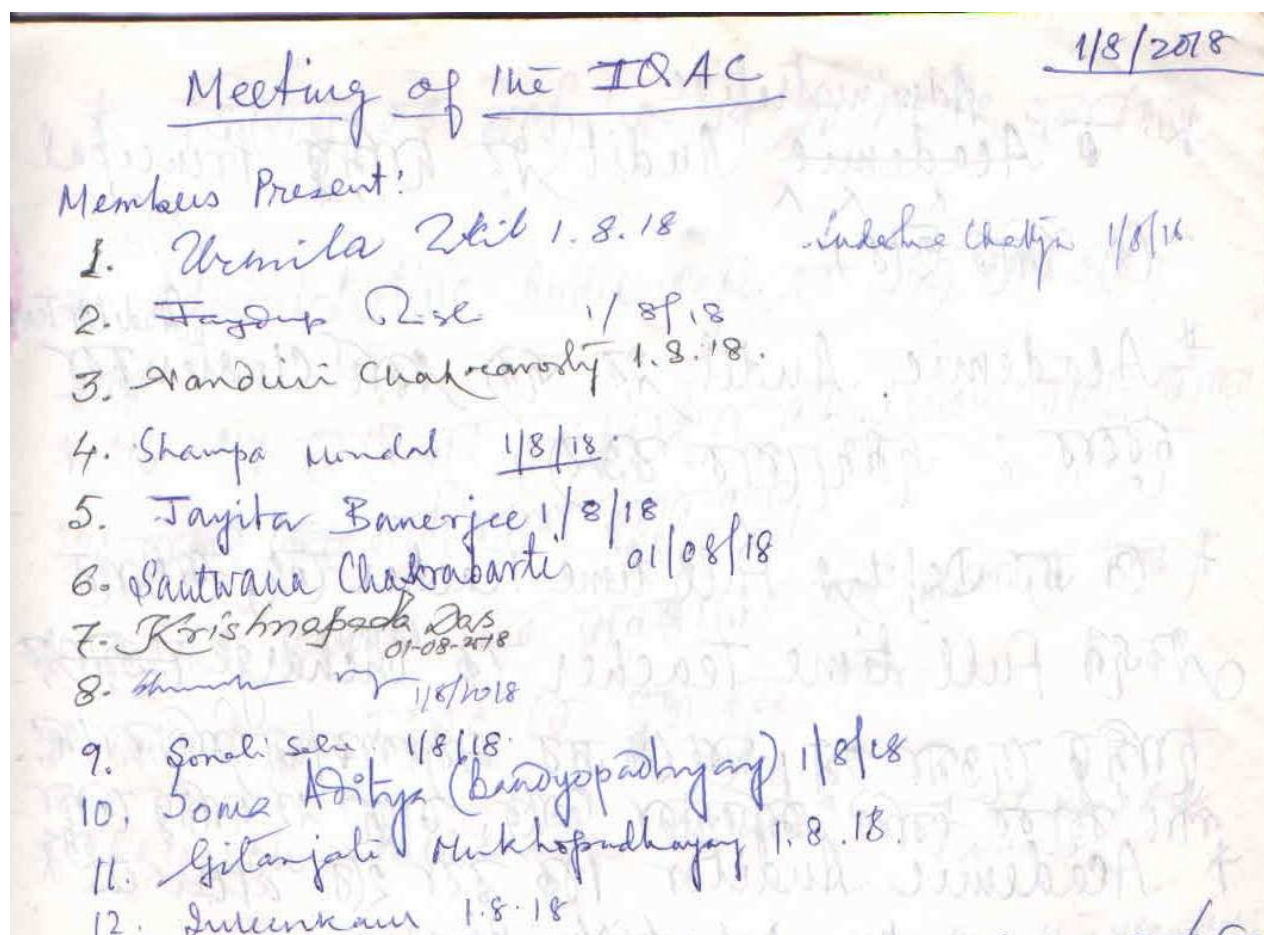 1/8/2018
Meeting of the IQAC
Members Present:
1. Urmila Ukil 1.8.18
Chatterjee 1/8/18
2. Jaydip 1/8/18
3. Nandini Chakravorty 1.8.18.
4. Shampa Mondal 1/8/18
5. Jayita Banerjee 1/8/18
6. Santwana Chakrabarti 01/08/18
7. Krishnapada Das
01-08-2018
8. 1/8/2018
9. Sonali Saha 1/8/18
10. Soma Aditya (Bandyopadhyay) 1/8/18
11. Gitanjali Mukhopadhyay 1.8.18.
12. 1.8.18